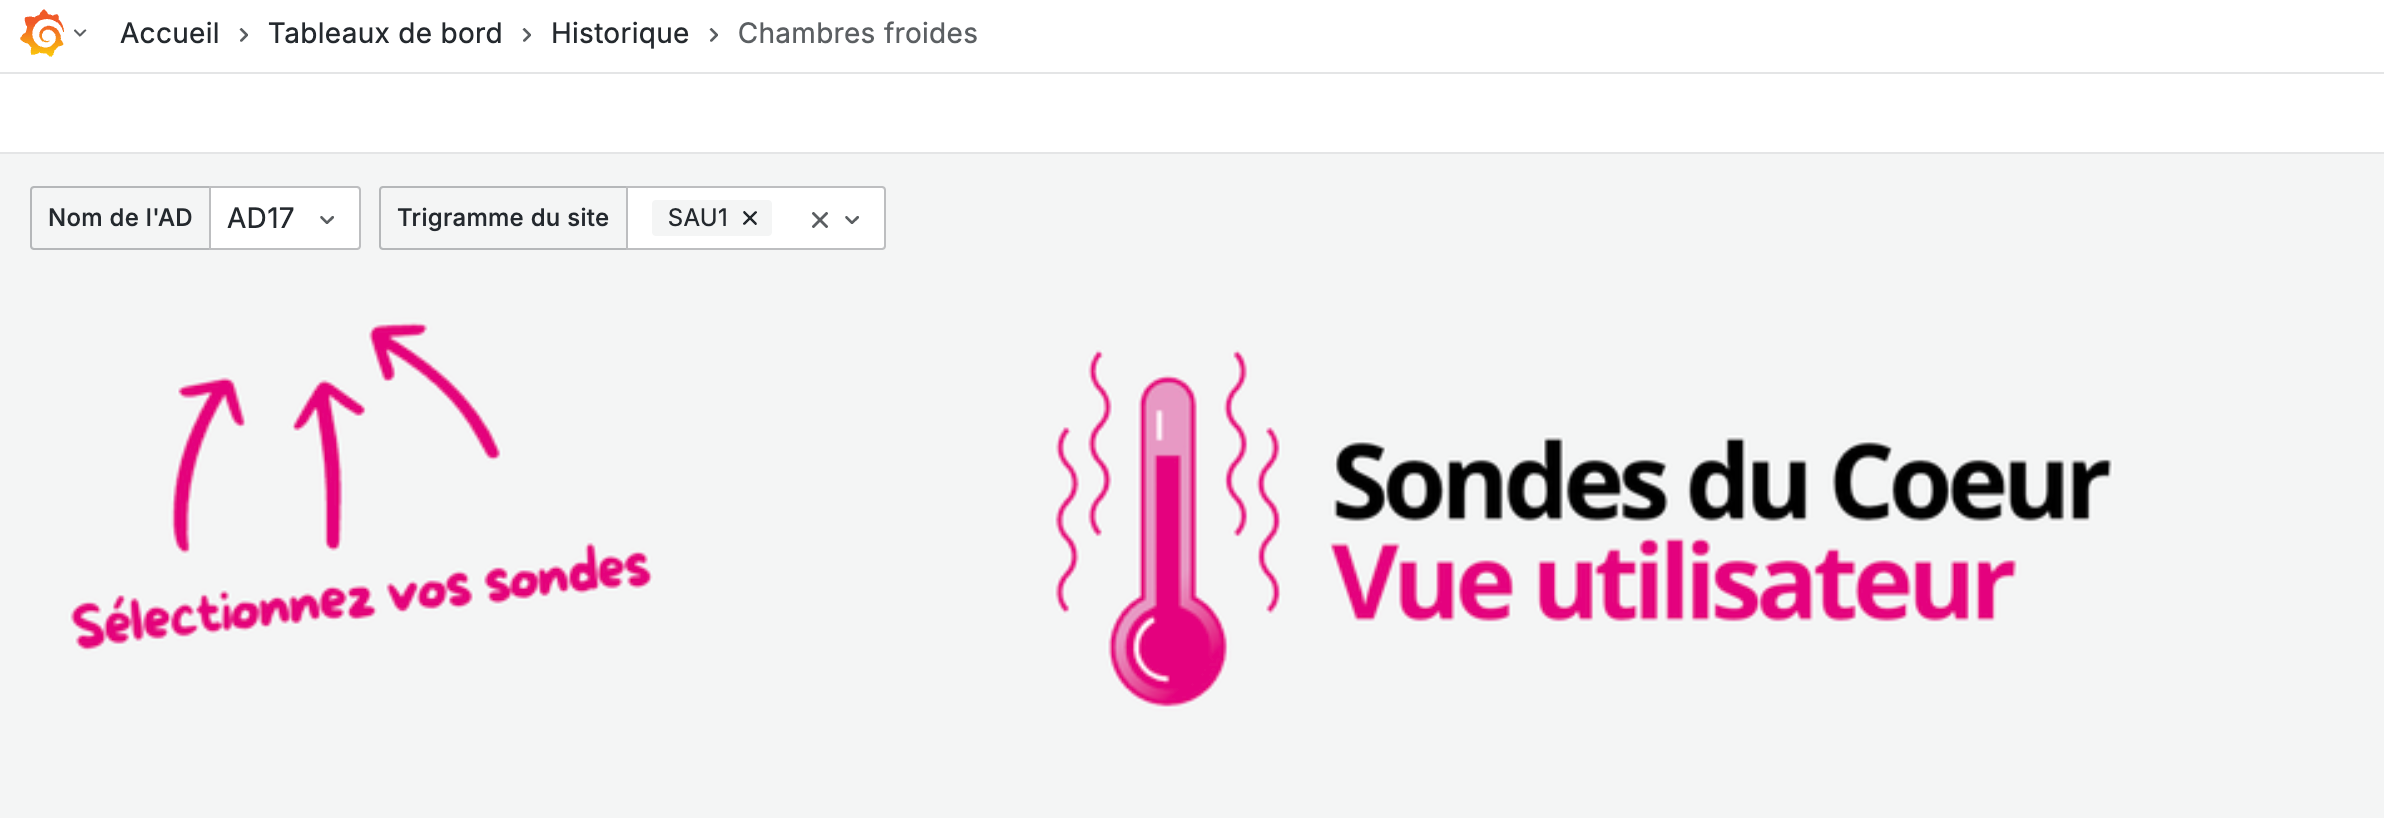 Accueil › Tableaux de bord › Historique › Chambres froides
Nom de l'AD AD17 Trigramme du site SAU1
Sélectionnez vos sondes
Sondes du Coeur
Vue utilisateur